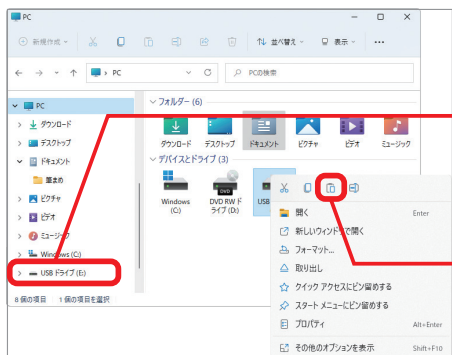 PC
新規作成
並べ替え
表示
PC
PCの検索
PC
ダウンロード
デスクトップ
ドキュメント
筆まめ
ピクチャ
ビデオ
ミュージック
Windows (C:)
USB ドライブ (E:)
フォルダー (6)
ダウンロード
デスクトップ
ドキュメント
ピクチャ
ビデオ
ミュージック
デバイスとドライブ (3)
Windows
(C:)
DVD RW ド
ライブ (D:)
USB
開く Enter
新しいウィンドウで開く
フォーマット...
取り出し
クイック アクセスにピン留めする
スタート メニューにピン留めする
プロパティ Alt+Enter
その他のオプションを表示 Shift+F10
8 個の項目 1 個の項目を選択